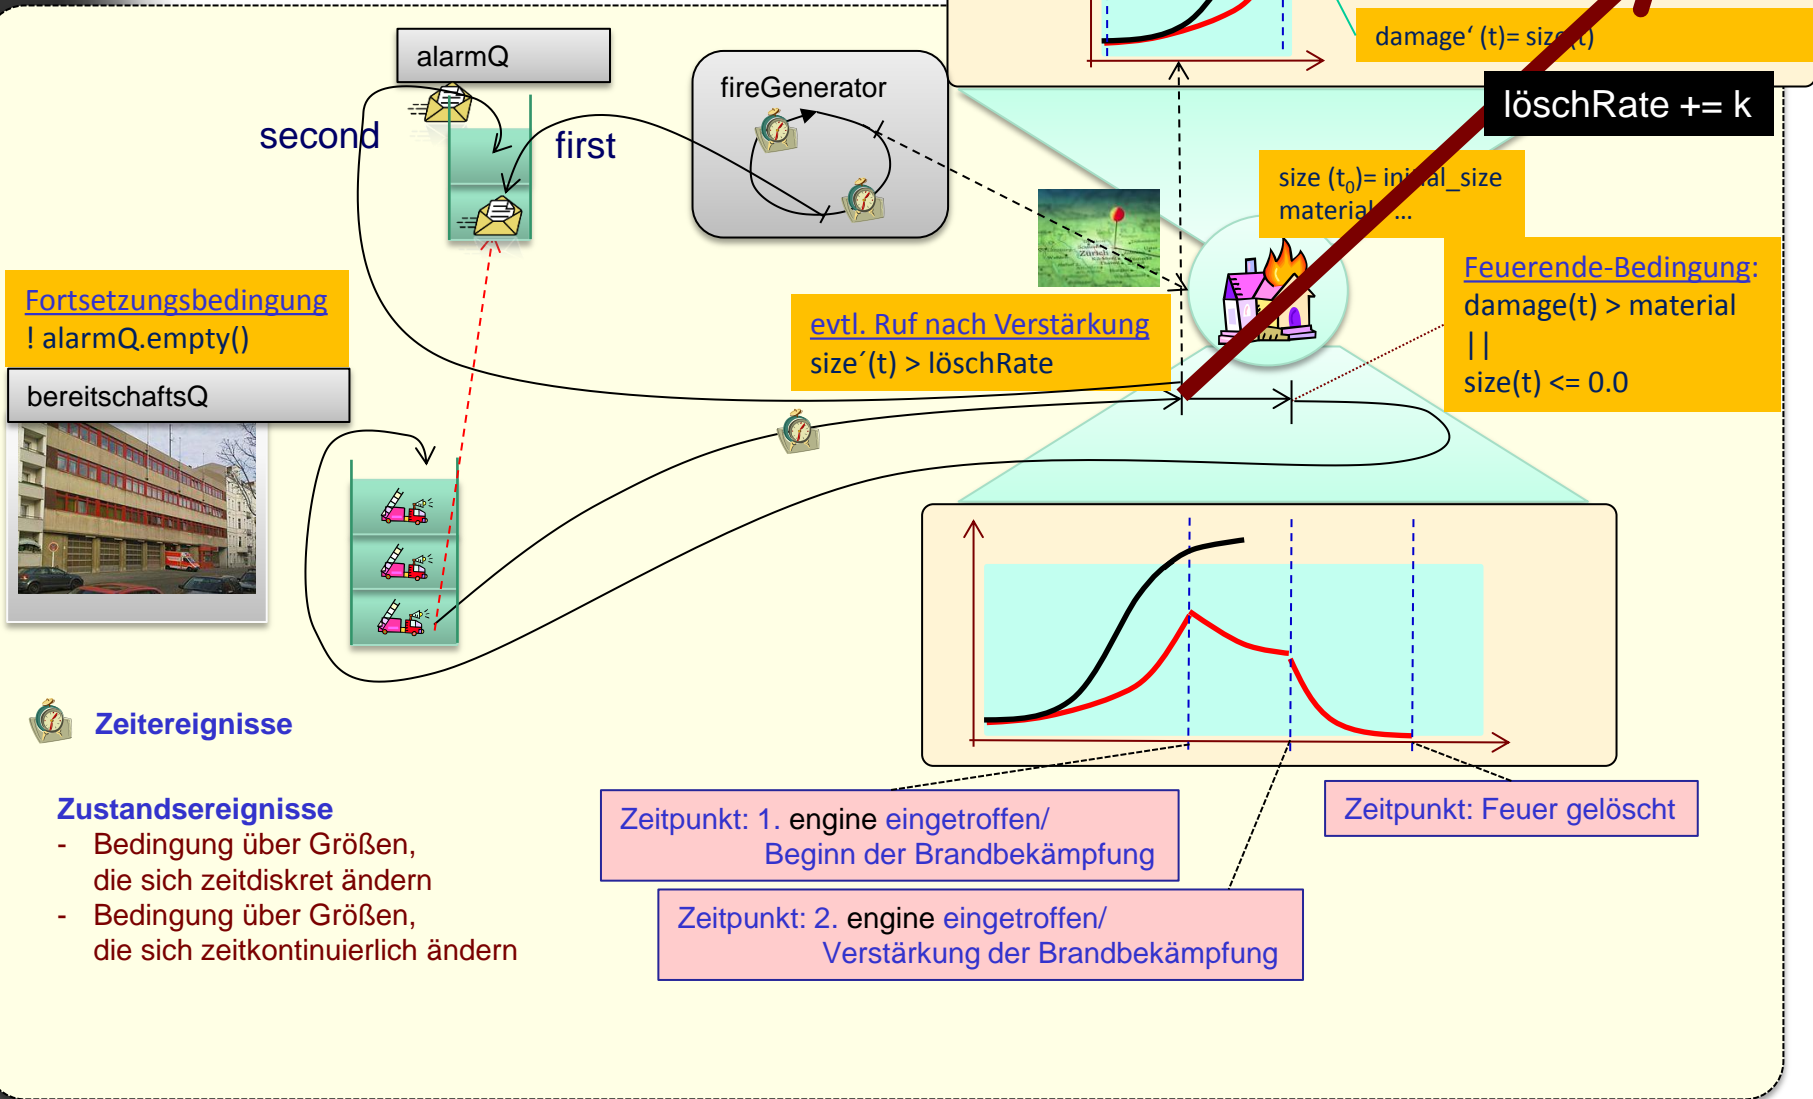 damage‘ (t)= size(t)
löschRate += k
alarmQ
fireGenerator
second
first
size (t0)= initial_size
material= ...
Fortsetzungsbedingung
! alarmQ.empty()
evtl. Ruf nach Verstärkung
size´(t) > löschRate
Feuerende-Bedingung:
damage(t) > material
||
size(t) <= 0.0
bereitschaftsQ
Zürich
Zeitereignisse
Zustandsereignisse
- Bedingung über Größen,
die sich zeitdiskret ändern
- Bedingung über Größen,
die sich zeitkontinuierlich ändern
Zeitpunkt: 1. engine eingetroffen/
Beginn der Brandbekämpfung
Zeitpunkt: 2. engine eingetroffen/
Verstärkung der Brandbekämpfung
Zeitpunkt: Feuer gelöscht